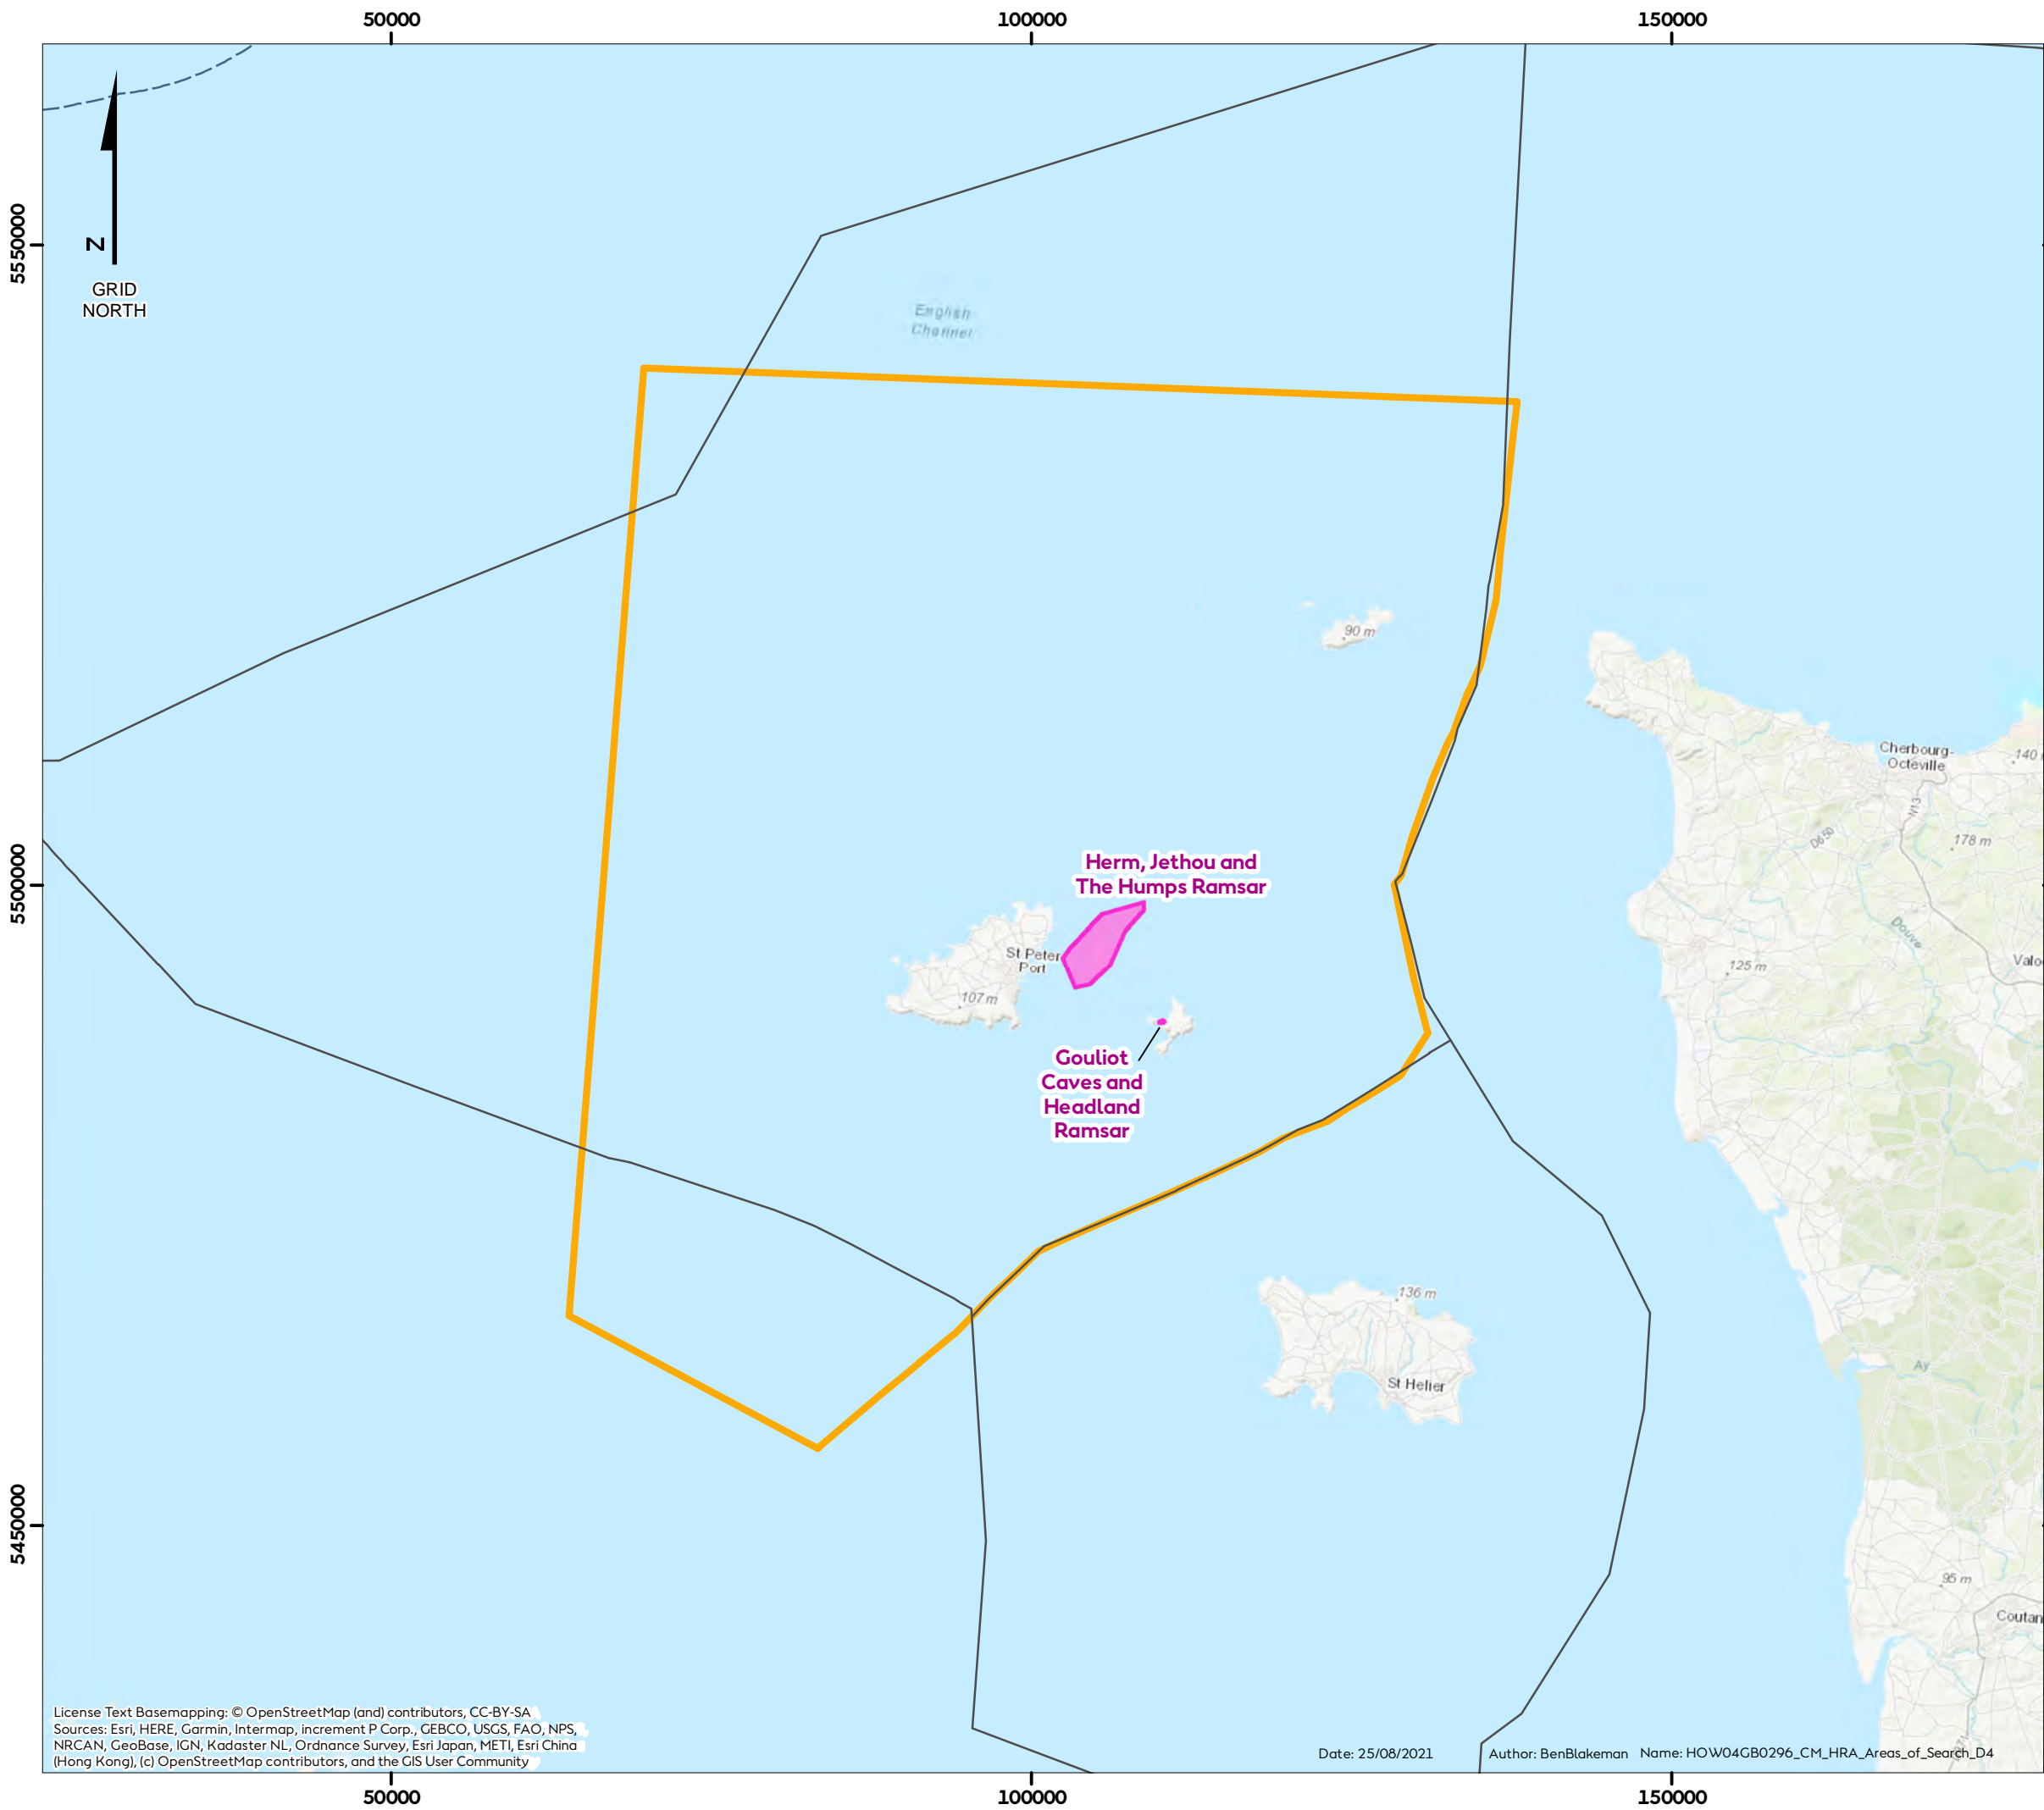 50000 100000 150000
5550000
N
GRID
NORTH
English
Channel
90 m
Cherbourg-
Octeville
140
N13
D650
178 m
5500000
Herm, Jethou and
The Humps Ramsar
Douve
St Peter
Port
Valo
125 m
107 m
Gouliot
Caves and
Headland
Ramsar
136 m
Ay
St Helier
5450000
95 m
Coutan
License Text Basemapping: © OpenStreetMap (and) contributors, CC-BY-SA
Sources: Esri, HERE, Garmin, Intermap, increment P Corp., GEBCO, USGS, FAO, NPS,
NRCAN, GeoBase, IGN, Kadaster NL, Ordnance Survey, Esri Japan, METI, Esri China
(Hong Kong), (c) OpenStreetMap contributors, and the GIS User Community
Date: 25/08/2021 Author: BenBlakeman Name: HOW04GB0296_CM_HRA_Areas_of_Search_D4
50000 100000 150000